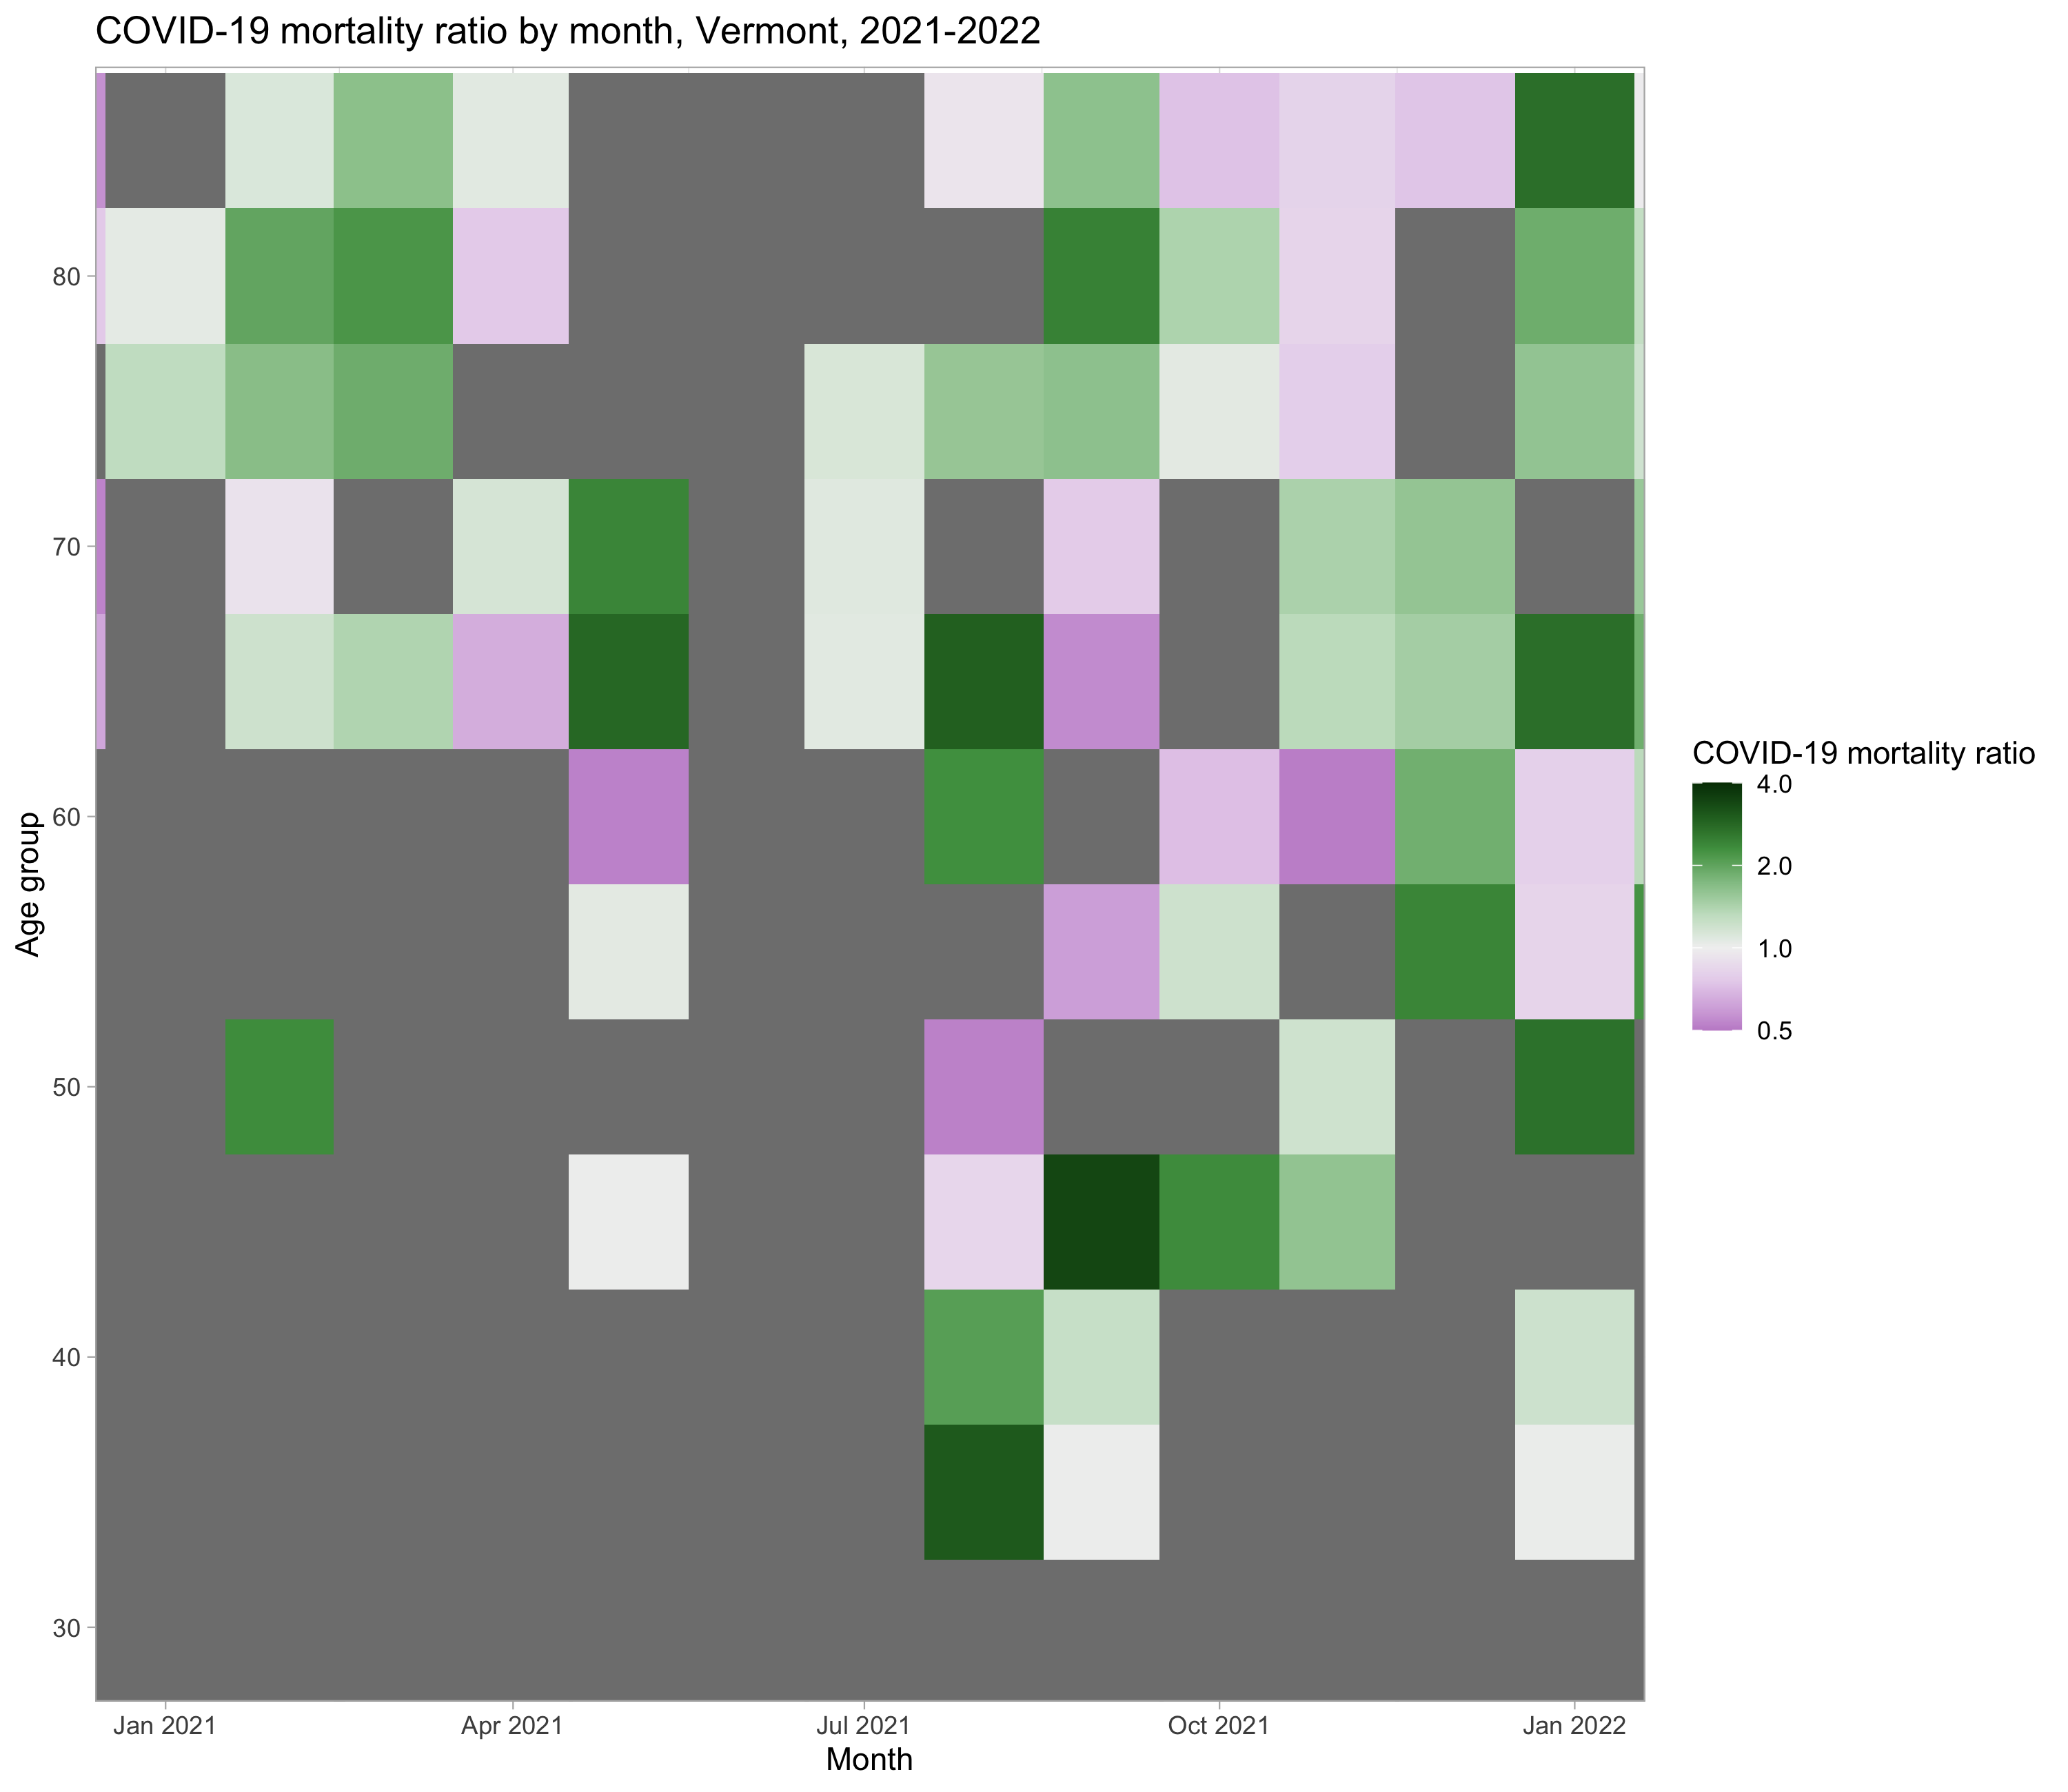 COVID-19 mortality ratio by month, Vermont, 2021-2022
Age group
80
70
60
50
40
30
Jan 2021
Apr 2021
Jul 2021
Oct 2021
Jan 2022
Month
COVID-19 mortality ratio
4.0
2.0
1.0
0.5